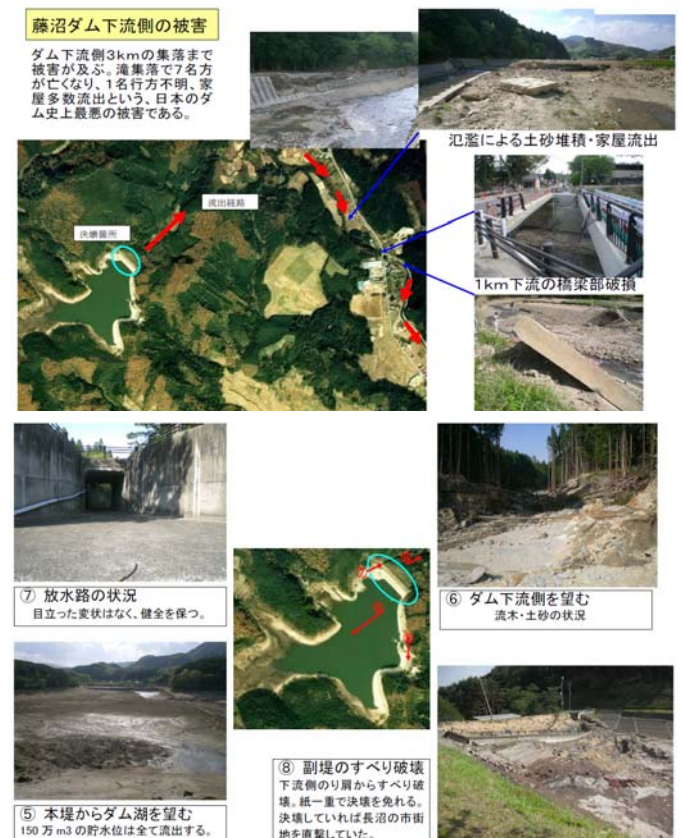 藤沼ダム下流側の被害
ダム下流側3kmの集落まで
被害が及ぶ。滝集落で7名方
が亡くなり、1名行方不明、家
屋多数流出という、日本のダ
ム史上最悪の被害である。
氾濫による土砂堆積・家屋流出
流出経路
決壊箇所
1km下流の橋梁部破損
⑦ 放水路の状況
目立った変状はなく、健全を保つ。
⑥ ダム下流側を望む
流木・土砂の状況
⑤ 本堤からダム湖を望む
150 万 m3 の貯水位は全て流出する。
⑧ 副堤のすべり破壊
下流側のり肩からすべり破
壊。紙一重で決壊を免れる。
決壊していれば長沼の市街
地を直撃していた。